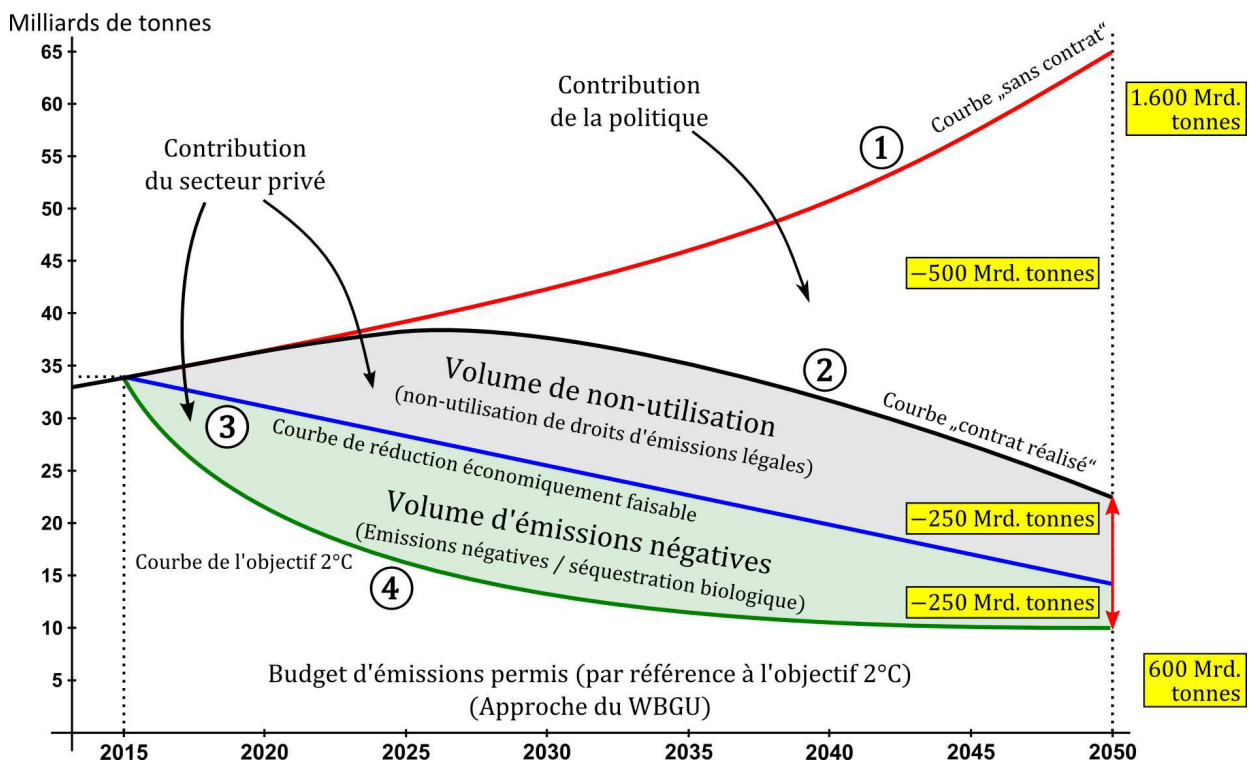 Milliards de tonnes
65
60
55
50
45
40
35
30
25
20
15
10
5
2015
2020
2025
2030
2035
2040
2045
2050
Contribution
du secteur privé
Contribution
de la politique
Courbe „sans contrat“
1
1.600 Mrd.
tonnes
−500 Mrd. tonnes
2
Courbe „contrat réalisé“
Volume de non-utilisation
(non-utilisation de droits d'émissions légales)
3
Courbe de réduction économiquement faisable
−250 Mrd. tonnes
Volume d'émissions négatives
(Emissions négatives / séquestration biologique)
Courbe de l'objectif 2°C
4
−250 Mrd. tonnes
Budget d'émissions permis (par référence à l'objectif 2°C)
(Approche du WBGU)
600 Mrd.
tonnes